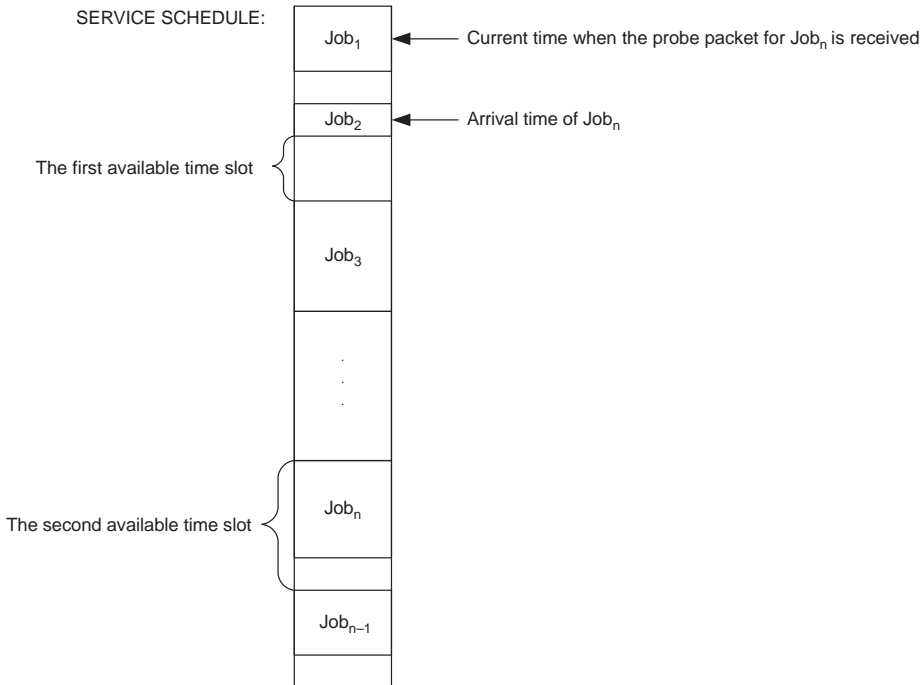 SERVICE SCHEDULE:
Job₁
Current time when the probe packet for Jobₙ is received
Job₂
Arrival time of Jobₙ
The first available time slot
Job₃
.
.
.
Jobₙ
The second available time slot
Jobₙ₋₁